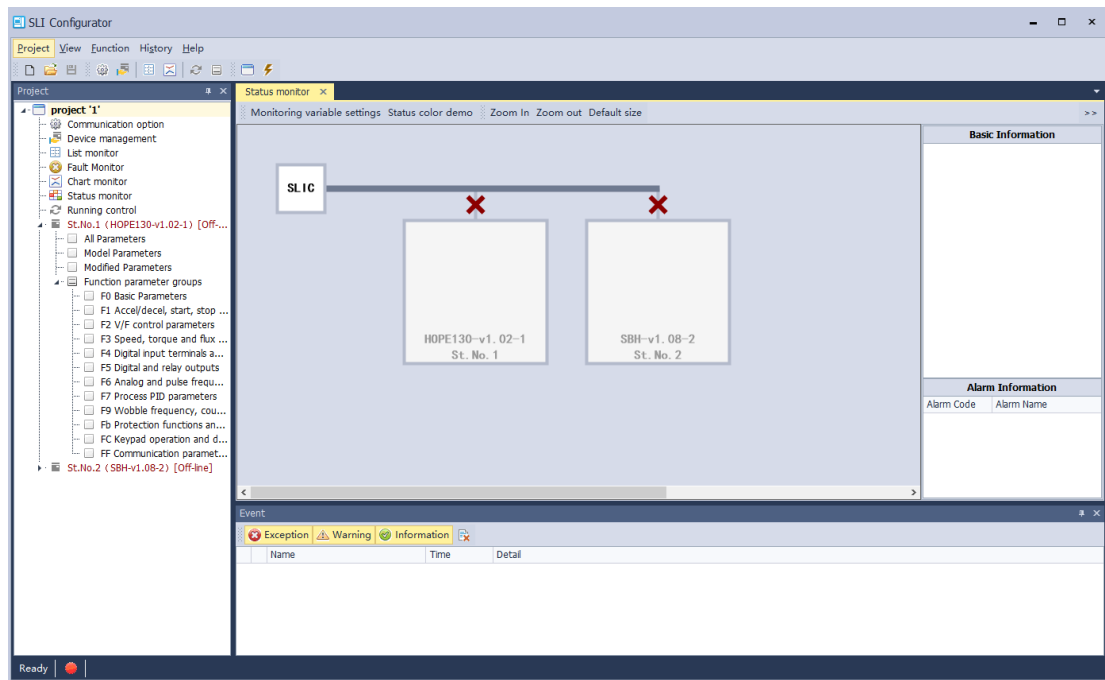 SLI Configurator
Project View Function History Help
Project
Status monitor
project '1'
Communication option
Device management
List monitor
Fault Monitor
Chart monitor
Status monitor
Running control
St.No.1 (HOPE130-v1.02-1) [Off-...
All Parameters
Model Parameters
Modified Parameters
Function parameter groups
F0 Basic Parameters
F1 Accel/decel, start, stop ...
F2 V/F control parameters
F3 Speed, torque and flux ...
F4 Digital input terminals a...
F5 Digital and relay outputs
F6 Analog and pulse frequ...
F7 Process PID parameters
F9 Wobble frequency, cou...
Fb Protection functions an...
FC Keypad operation and d...
FF Communication paramet...
St.No.2 (SBH-v1.08-2) [Off-line]
Monitoring variable settings Status color demo Zoom In Zoom out Default size >>
SLIC
HOPE130-v1.02-1
St.No.1
SBH-v1.08-2
St.No.2
Basic Information
Alarm Information
Alarm Code Alarm Name
Event
Exception Warning Information
Name Time Detail
Ready